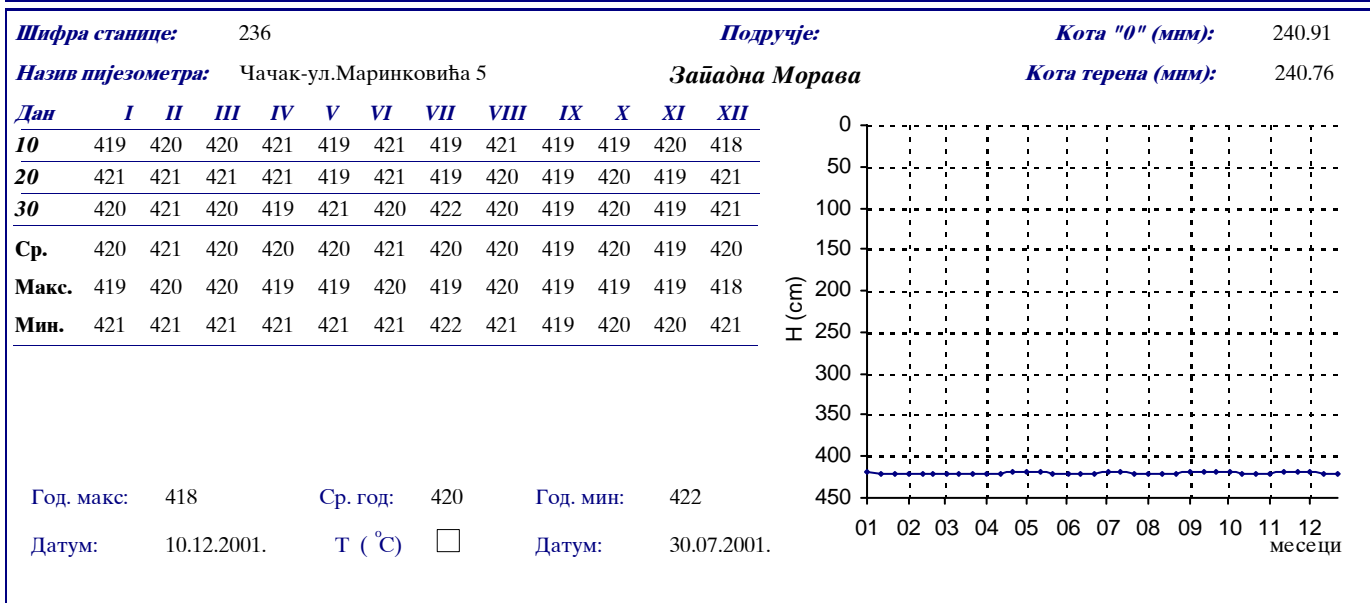 Шифра станице: 236 Подручје: Кота "0" (мнм): 240.91
Назив пијезометра: Чачак-ул.Маринковића 5 Западна Морава Кота терена (мнм): 240.76
Дан I II III IV V VI VII VIII IX X XI XII
10 419 420 420 421 419 421 419 421 419 419 420 418
20 421 421 421 421 419 421 419 420 419 420 419 421
30 420 421 420 419 421 420 422 420 419 420 419 421
Ср. 420 421 420 420 420 421 420 420 419 420 419 420
Макс. 419 420 420 419 419 420 419 420 419 419 419 418
Мин. 421 421 421 421 421 421 422 421 419 420 420 421
Год. макс: 418 Ср. год: 420 Год. мин: 422
Датум: 10.12.2001. T ( °C) Датум: 30.07.2001.
H (cm)
0
50
100
150
200
250
300
350
400
450
01 02 03 04 05 06 07 08 09 10 11 12
месеци